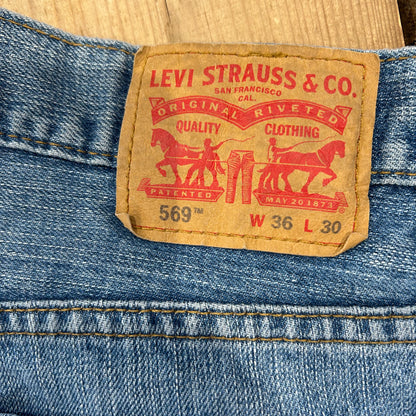 LEVI STRAUSS & CO.
SAN FRANCISCO
CAL.
ORIGINAL RIVETED
QUALITY CLOTHING
PATENTED MAY 20 1873
569™ W 36 L 30